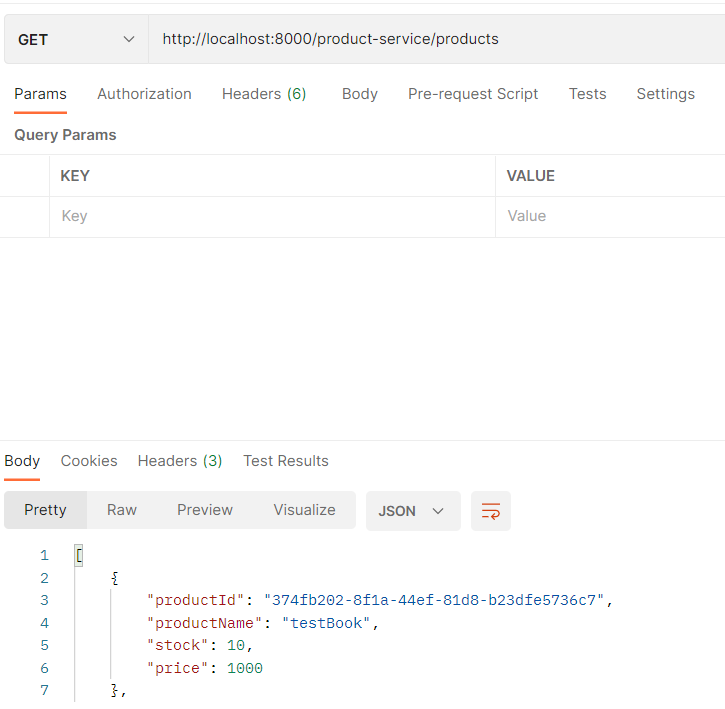 GET http://localhost:8000/product-service/products
Params Authorization Headers (6) Body Pre-request Script Tests Settings
Query Params
KEY VALUE
Key Value
Body Cookies Headers (3) Test Results
Pretty Raw Preview Visualize JSON
1 [
2 {
3 "productId": "374fb202-8f1a-44ef-81d8-b23dfe5736c7",
4 "productName": "testBook",
5 "stock": 10,
6 "price": 1000
7 },